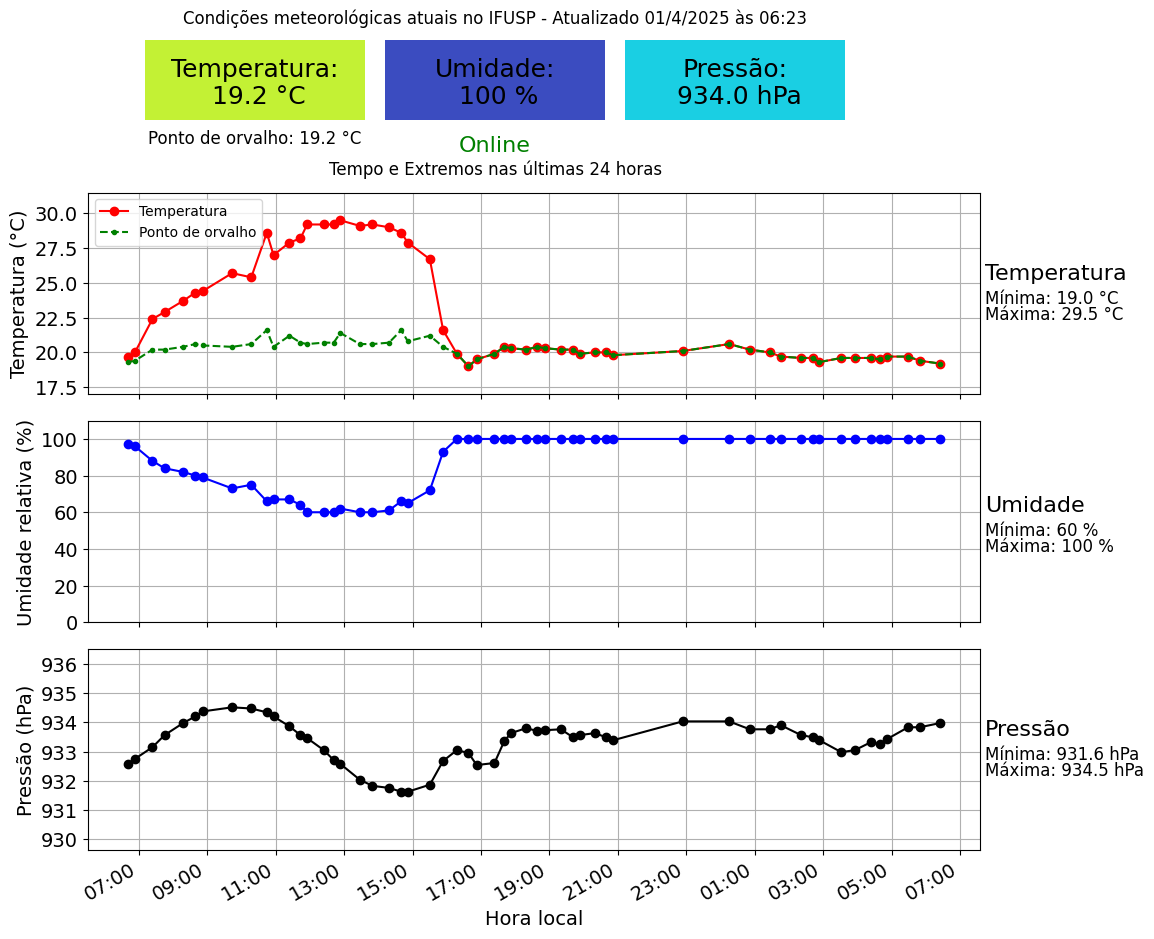 Condições meteorológicas atuais no IFUSP - Atualizado 01/4/2025 às 06:23
Temperatura:
19.2 °C
Umidade:
100 %
Pressão:
934.0 hPa
Ponto de orvalho: 19.2 °C
Online
Tempo e Extremos nas últimas 24 horas
Temperatura (°C)
30.0
27.5
25.0
22.5
20.0
17.5
Temperatura
Ponto de orvalho
Temperatura
Mínima: 19.0 °C
Máxima: 29.5 °C
Umidade relativa (%)
100
80
60
40
20
0
Umidade
Mínima: 60 %
Máxima: 100 %
Pressão (hPa)
936
935
934
933
932
931
930
Pressão
Mínima: 931.6 hPa
Máxima: 934.5 hPa
07:00
09:00
11:00
13:00
15:00
17:00
19:00
21:00
23:00
01:00
03:00
05:00
07:00
Hora local